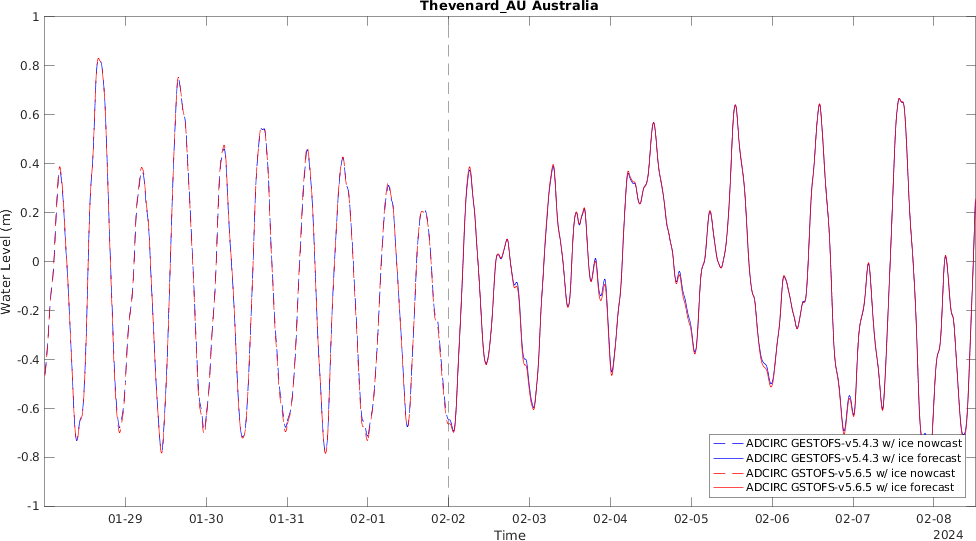 Thevenard_AU Australia
1
0.8
0.6
0.4
0.2
0
-0.2
-0.4
-0.6
-0.8
-1
Water Level (m)
ADCIRC GESTOFS-v5.4.3 w/ ice nowcast
ADCIRC GESTOFS-v5.4.3 w/ ice forecast
ADCIRC GSTOFS-v5.6.5 w/ ice nowcast
ADCIRC GSTOFS-v5.6.5 w/ ice forecast
01-29 01-30 01-31 02-01 02-02 02-03 02-04 02-05 02-06 02-07 02-08
Time
2024